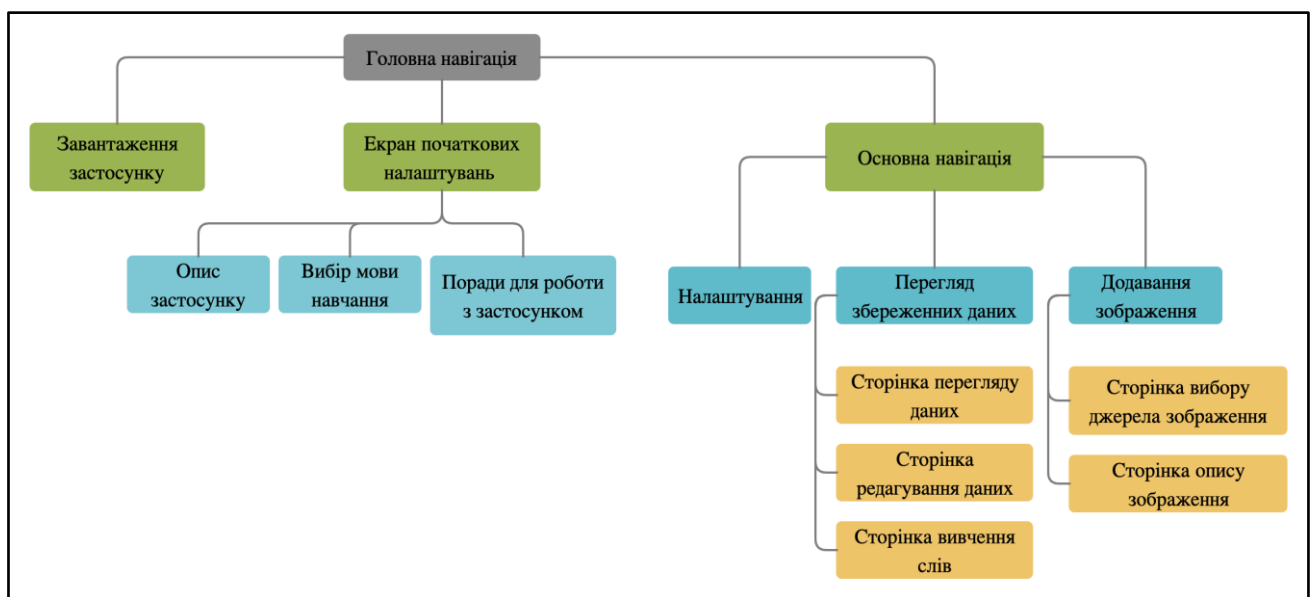 Головна навігація
Завантаження
застосунку
Екран початкових
налаштувань
Основна навігація
Опис
застосунку
Вибір мови
навчання
Поради для роботи
з застосунком
Налаштування
Перегляд
збереженних даних
Додавання
зображення
Сторінка перегляду
даних
Сторінка
редагування даних
Сторінка вивчення
слів
Сторінка вибору
джерела зображення
Сторінка опису
зображення